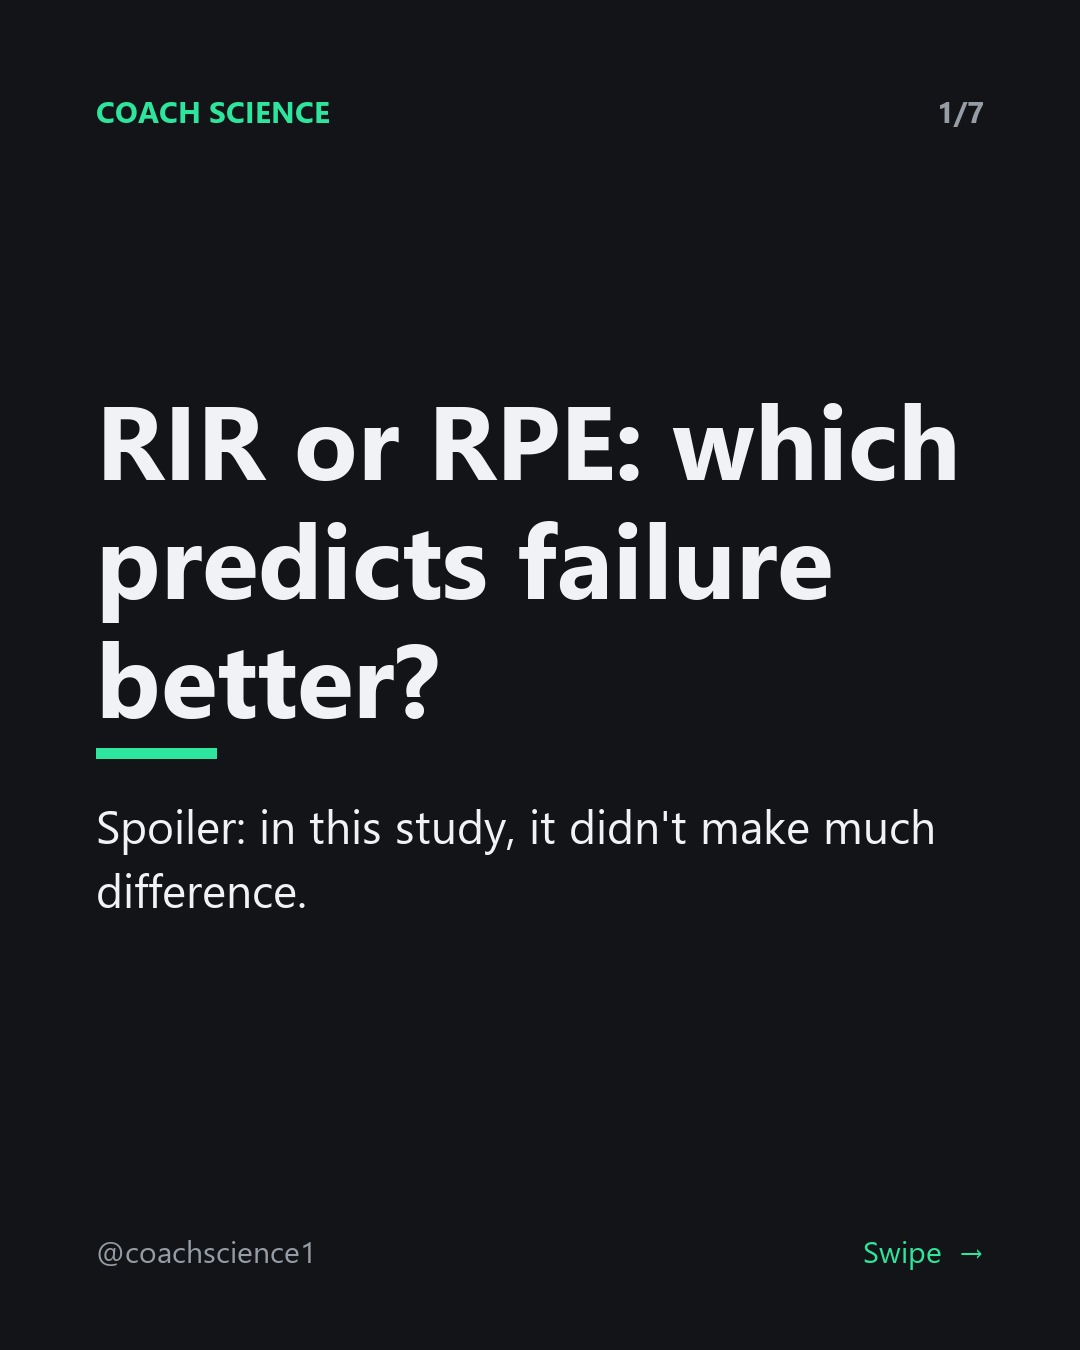 COACH SCIENCE
1/7
RIR or RPE: which
predicts failure
better?
Spoiler: in this study, it didn't make much
difference.
@coachscience1
Swipe →